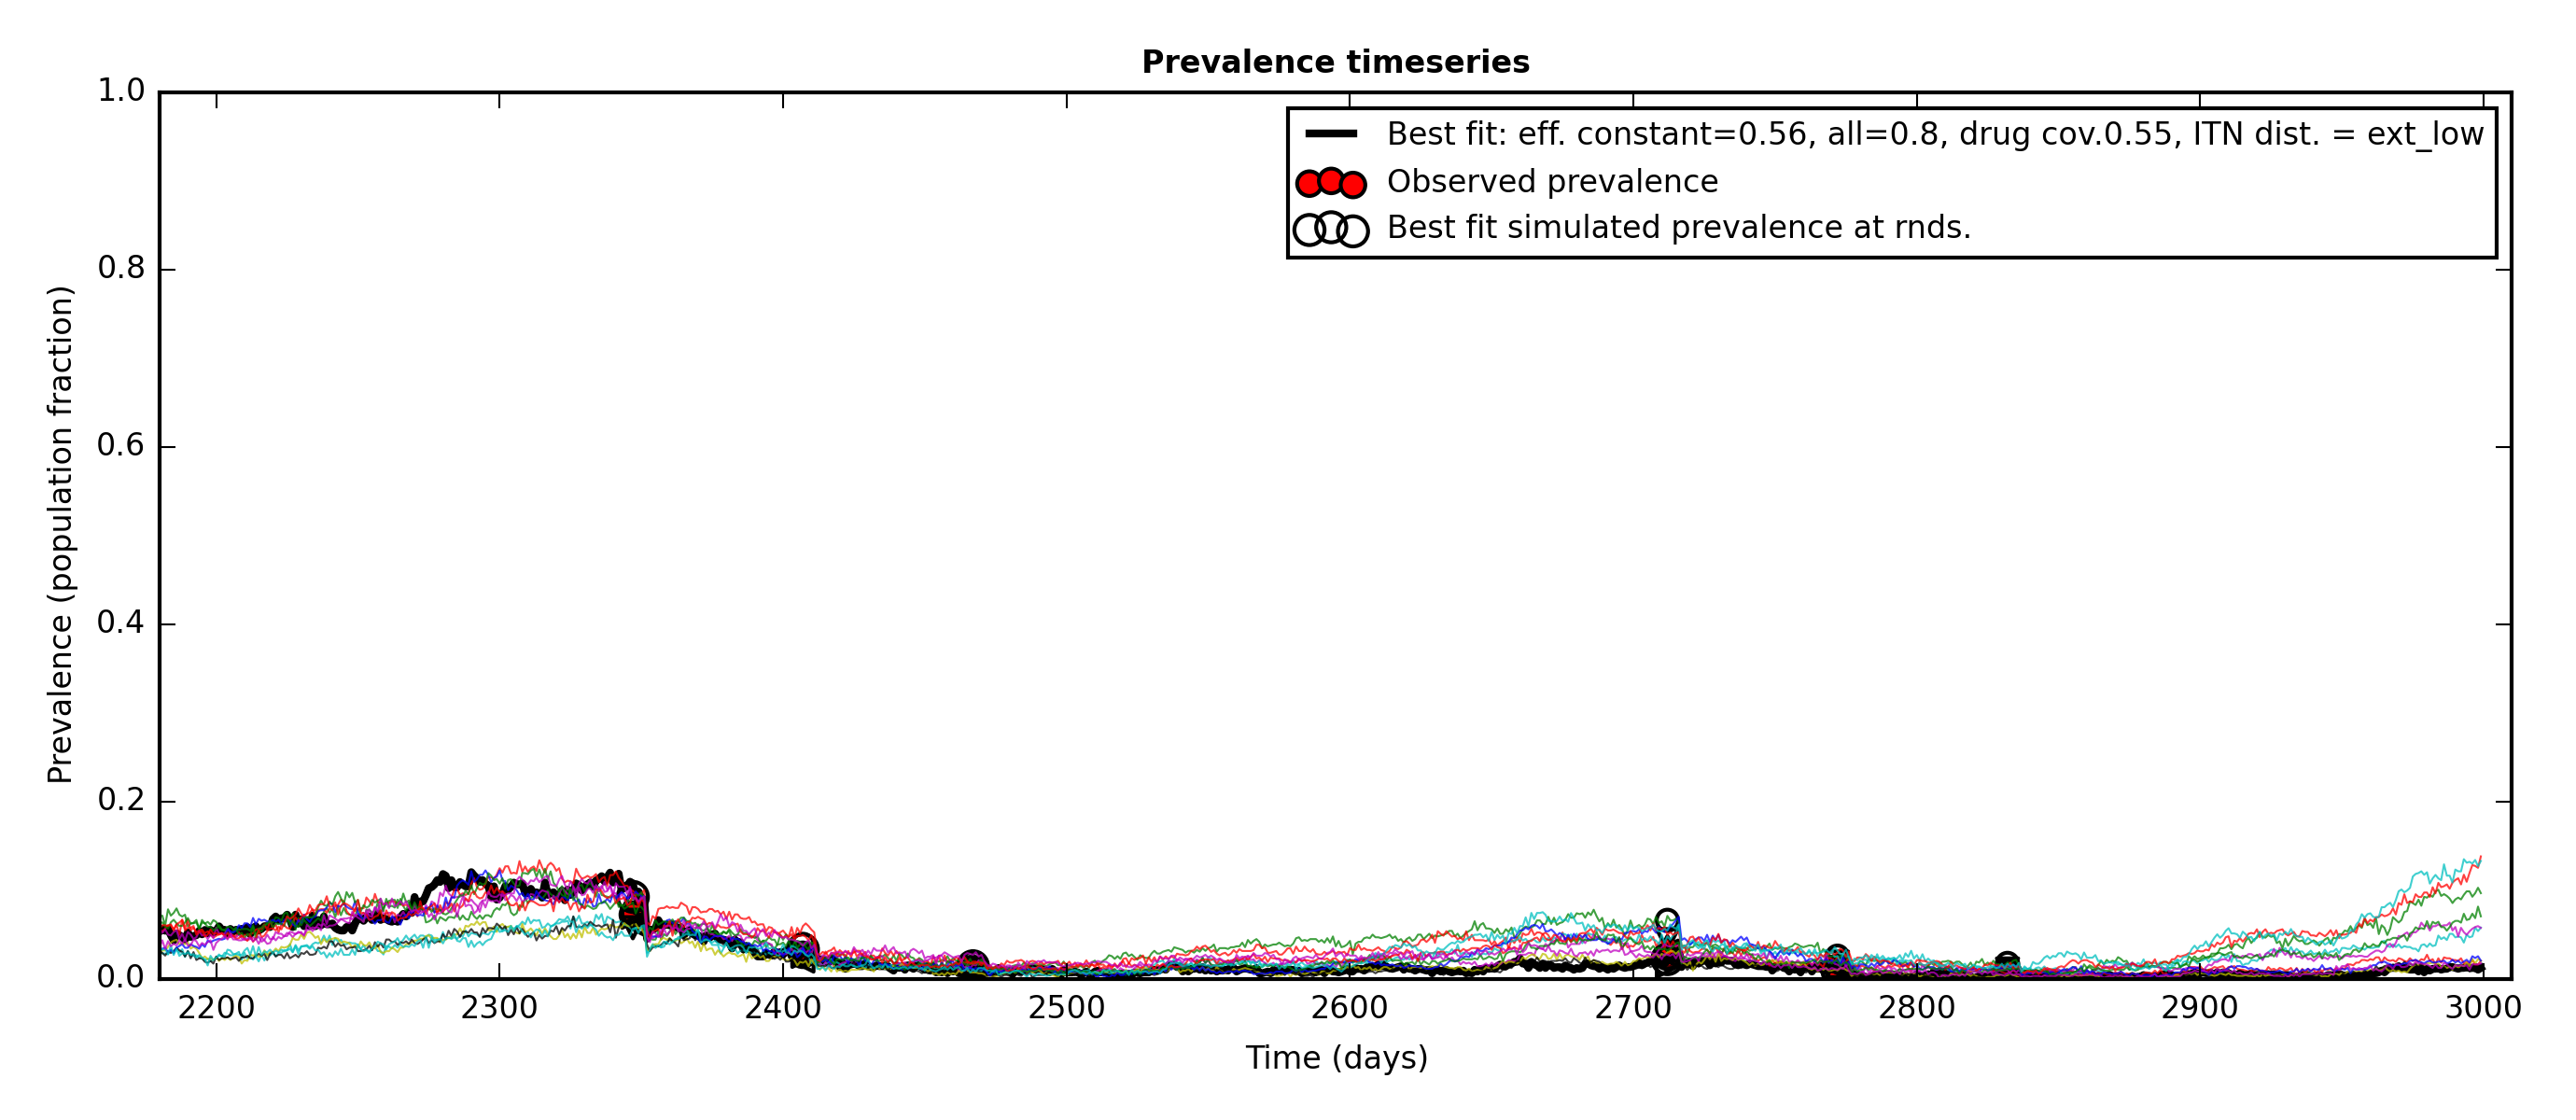 Prevalence timeseries
1.0
0.8
0.6
0.4
0.2
0.0
Prevalence (population fraction)
Best fit: eff. constant=0.56, all=0.8, drug cov.0.55, ITN dist. = ext_low
Observed prevalence
Best fit simulated prevalence at rnds.
2200 2300 2400 2500 2600 2700 2800 2900 3000
Time (days)